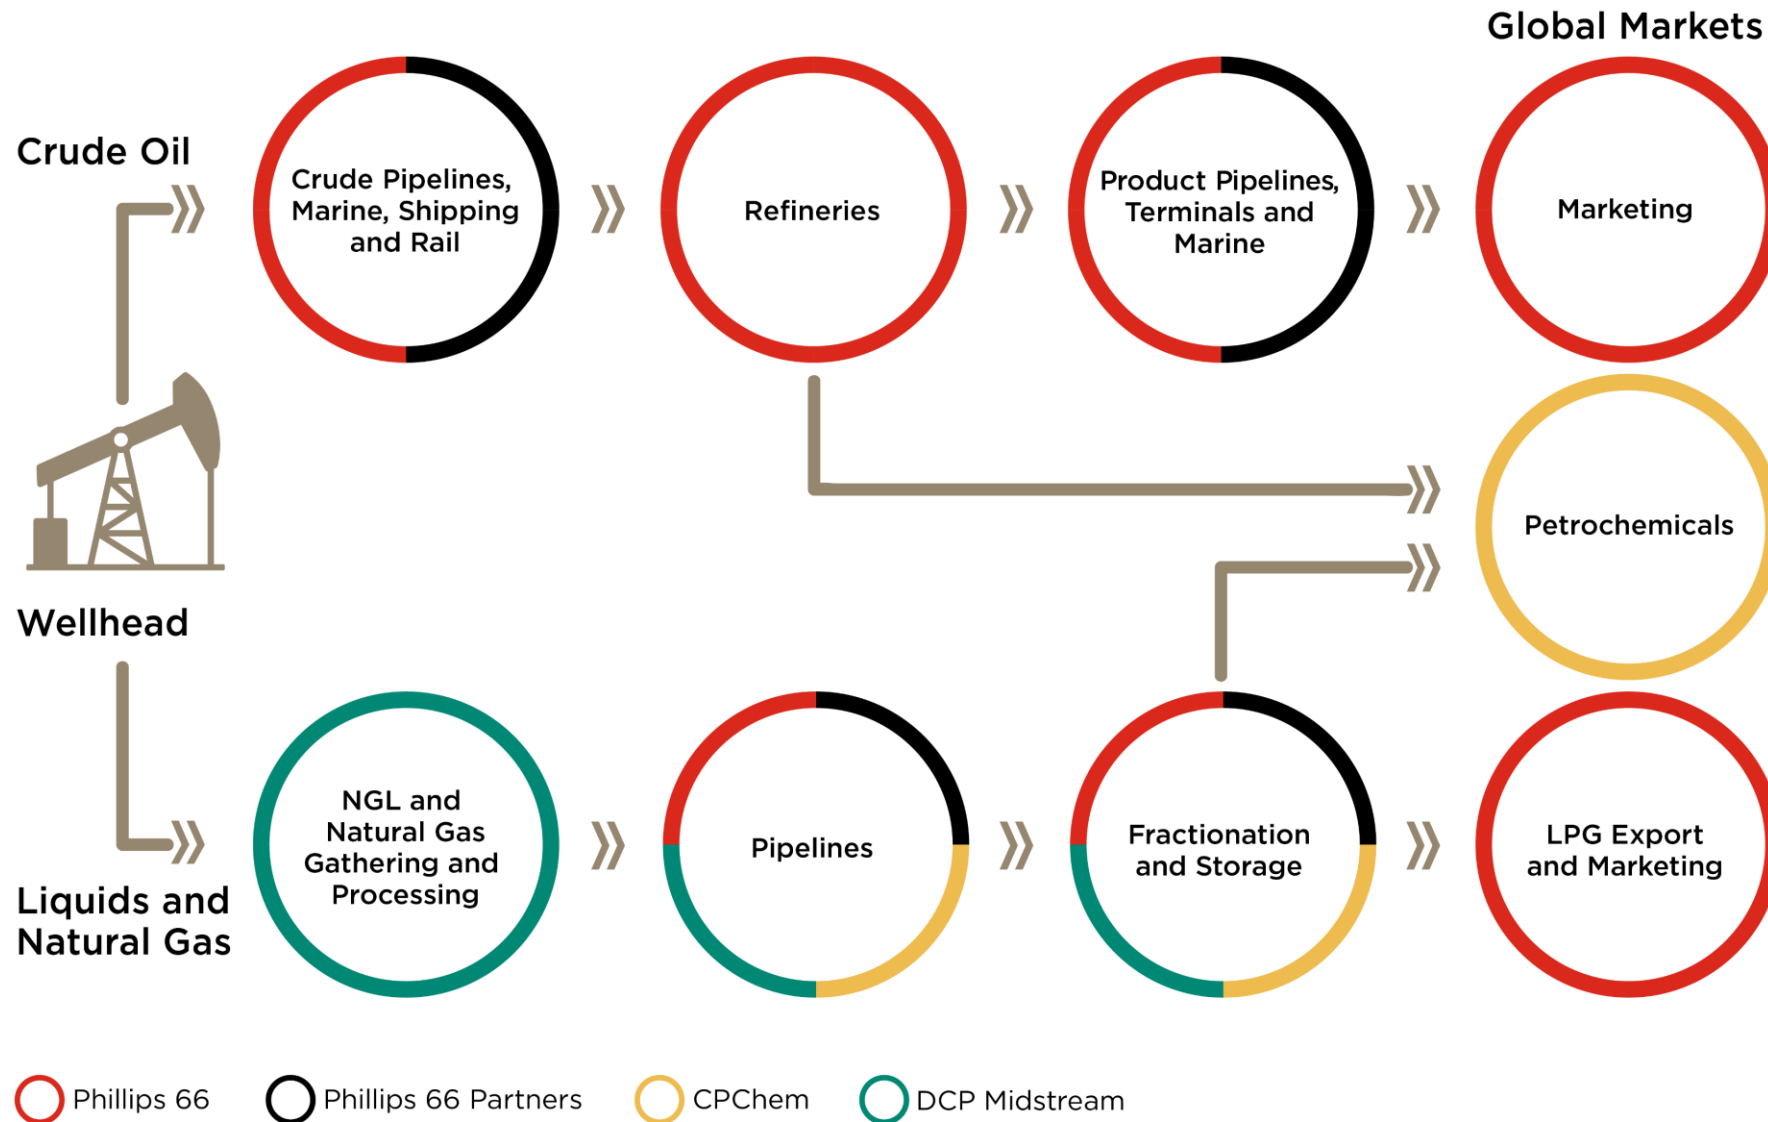 Global Markets
Crude Oil
Crude Pipelines,
Marine, Shipping
and Rail
Refineries
Product Pipelines,
Terminals and
Marine
Marketing
Petrochemicals
Wellhead
Liquids and
Natural Gas
NGL and
Natural Gas
Gathering and
Processing
Pipelines
Fractionation
and Storage
LPG Export
and Marketing
Phillips 66
Phillips 66 Partners
CPChem
DCP Midstream